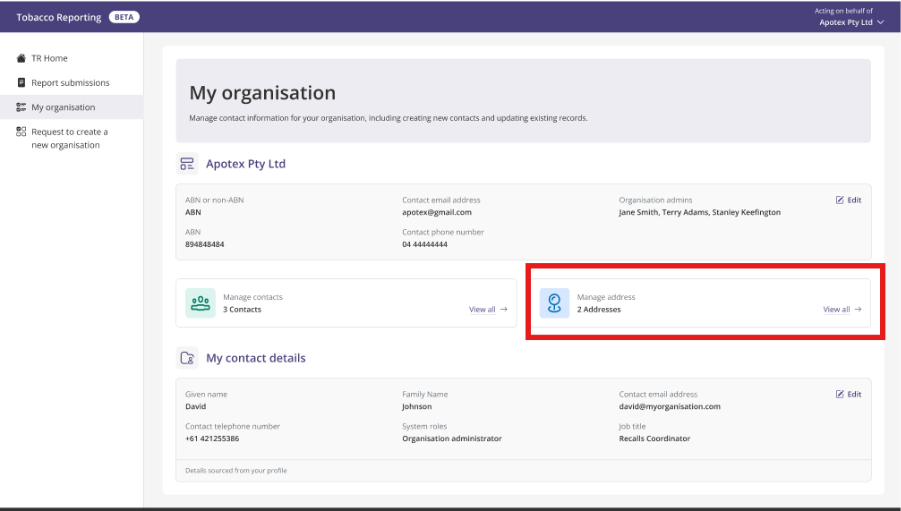 Tobacco Reporting BETA
Acting on behalf of
Apotex Pty Ltd
TR Home
Report submissions
My organisation
Request to create a
new organisation
My organisation
Manage contact information for your organisation, including creating new contacts and updating existing records.
Apotex Pty Ltd
ABN or non-ABN
ABN
Contact email address
apotex@gmail.com
Organisation admins
Jane Smith, Terry Adams, Stanley Keefington
Edit
ABN
894848484
Contact phone number
04 44444444
Manage contacts
3 Contacts
View all →
Manage address
2 Addresses
View all →
My contact details
Given name
David
Family Name
Johnson
Contact email address
david@myorganisation.com
Edit
Contact telephone number
+61 421255386
System roles
Organisation administrator
Job title
Recalls Coordinator
Details sourced from your profile